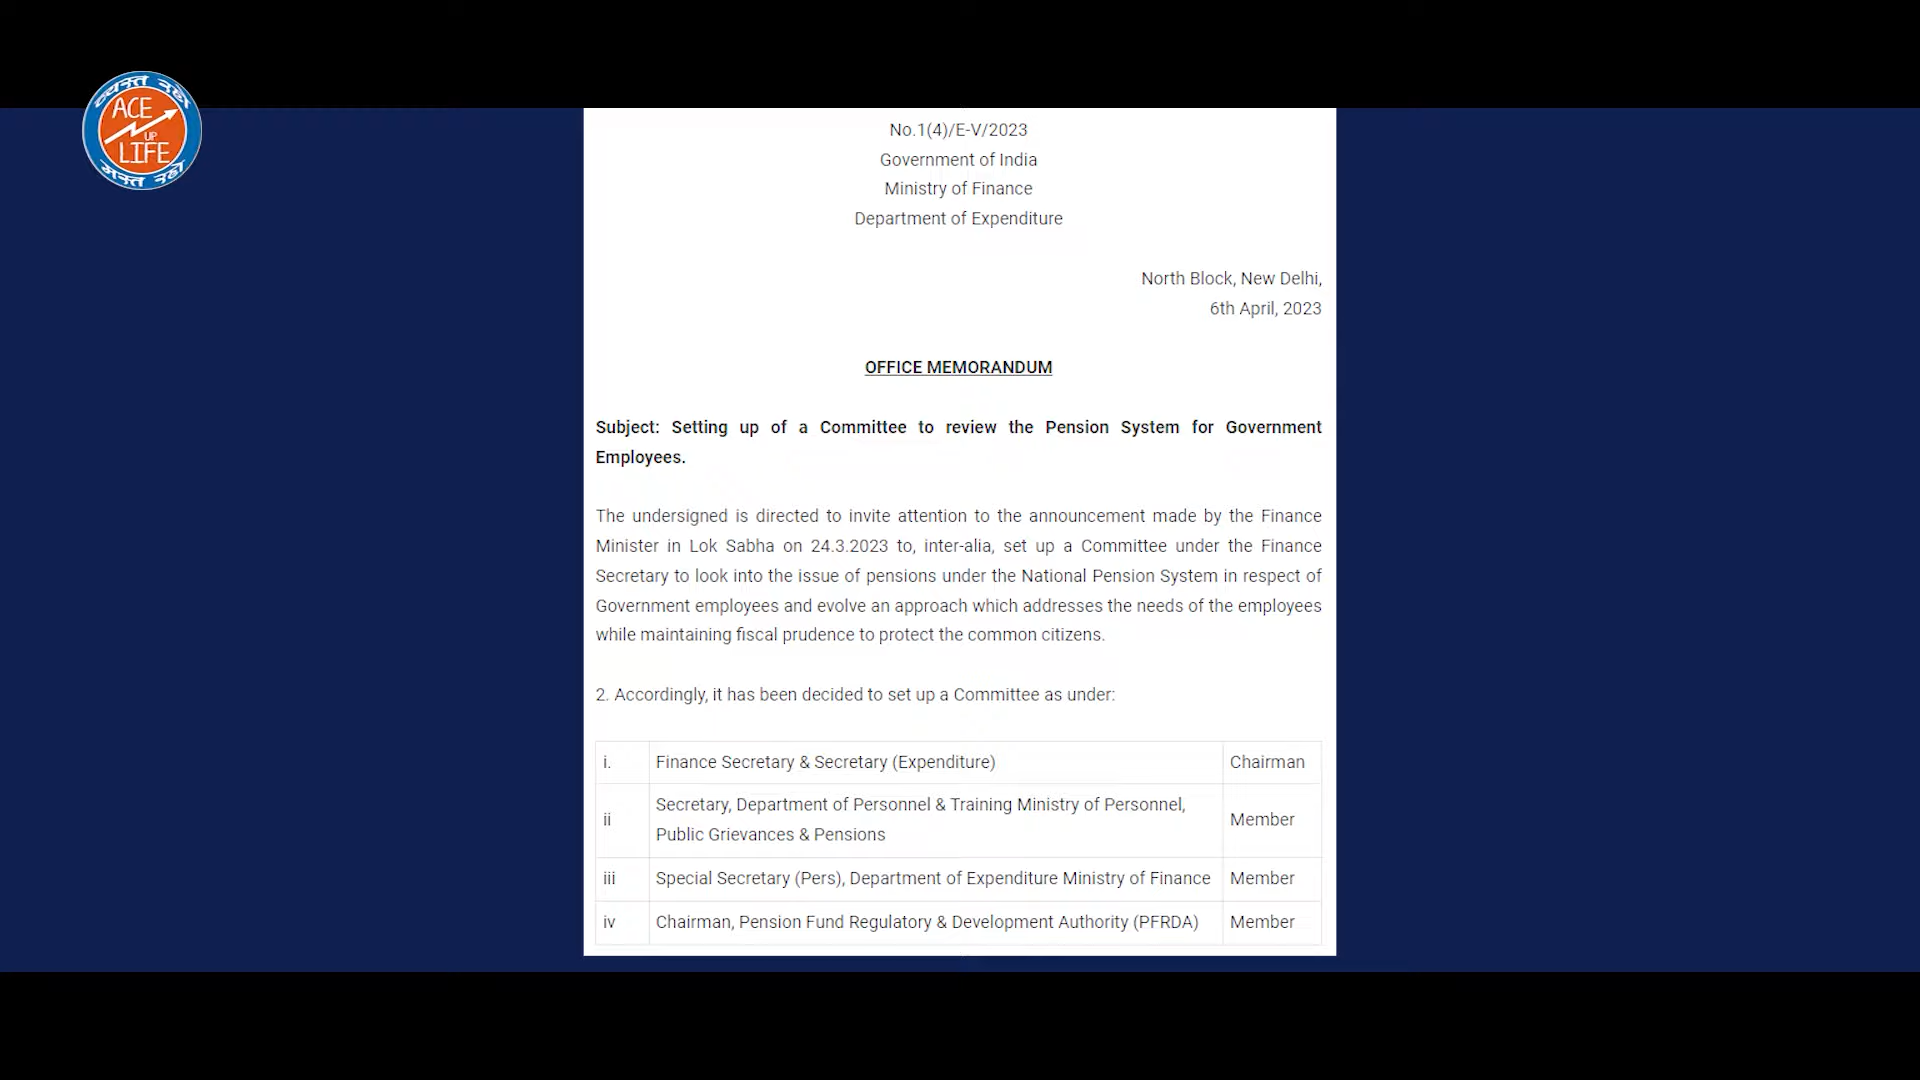 व्यस्त नहीं
ACE
UP
LIFE
मस्त नहीं
No.1(4)/E-V/2023
Government of India
Ministry of Finance
Department of Expenditure
North Block, New Delhi,
6th April, 2023
OFFICE MEMORANDUM
Subject: Setting up of a Committee to review the Pension System for Government
Employees.
The undersigned is directed to invite attention to the announcement made by the Finance
Minister in Lok Sabha on 24.3.2023 to, inter-alia, set up a Committee under the Finance
Secretary to look into the issue of pensions under the National Pension System in respect of
Government employees and evolve an approach which addresses the needs of the employees
while maintaining fiscal prudence to protect the common citizens.
2. Accordingly, it has been decided to set up a Committee as under:
i. Finance Secretary & Secretary (Expenditure) Chairman
ii Secretary, Department of Personnel & Training Ministry of Personnel,
Public Grievances & Pensions Member
iii Special Secretary (Pers), Department of Expenditure Ministry of Finance Member
iv Chairman, Pension Fund Regulatory & Development Authority (PFRDA) Member